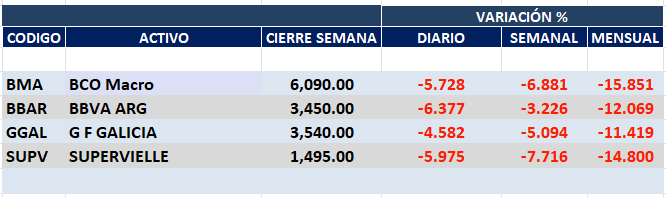 VARIACIÓN %
CODIGO ACTIVO CIERRE SEMANA DIARIO SEMANAL MENSUAL
BMA BCO Macro 6,090.00 -5.728 -6.881 -15.851
BBAR BBVA ARG 3,450.00 -6.377 -3.226 -12.069
GGAL G F GALICIA 3,540.00 -4.582 -5.094 -11.419
SUPV SUPERVIELLE 1,495.00 -5.975 -7.716 -14.800